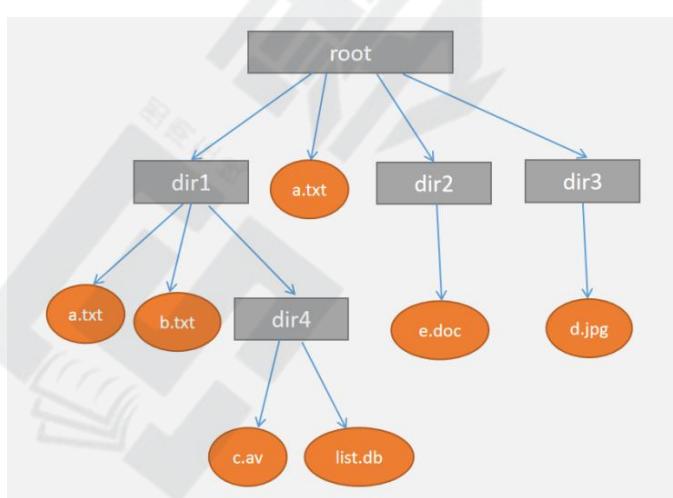 root
dir1
a.txt
dir2
dir3
a.txt
b.txt
dir4
e.doc
d.jpg
c.av
list.db